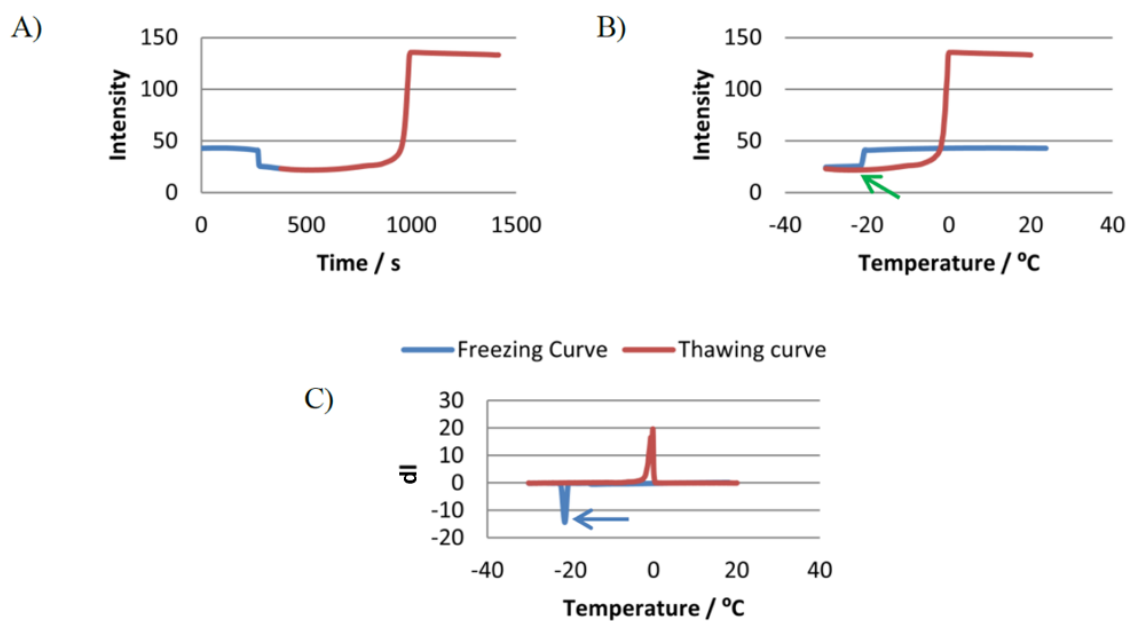 A)
150
100
50
0
Intensity
0 500 1000 1500
Time / s
B)
150
100
50
0
Intensity
-40 -20 0 20 40
Temperature / ⁰C
Freezing Curve Thawing curve
C)
30
20
10
0
-10
-20
dI
-40 -20 0 20 40
Temperature / ⁰C